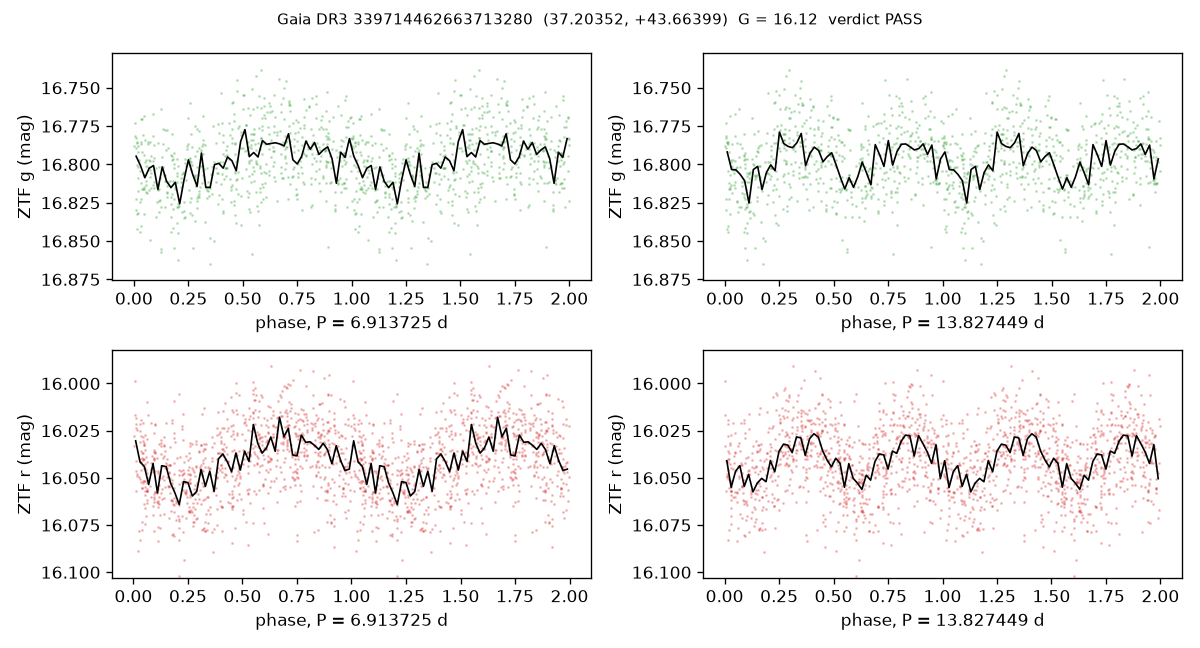 Gaia DR3 339714462663713280 (37.20352, +43.66399) G = 16.12 verdict PASS
ZTF g (mag)
16.750
16.775
16.800
16.825
16.850
16.875
0.00 0.25 0.50 0.75 1.00 1.25 1.50 1.75 2.00
phase, P = 6.913725 d
ZTF g (mag)
16.750
16.775
16.800
16.825
16.850
16.875
0.00 0.25 0.50 0.75 1.00 1.25 1.50 1.75 2.00
phase, P = 13.827449 d
ZTF r (mag)
16.000
16.025
16.050
16.075
16.100
0.00 0.25 0.50 0.75 1.00 1.25 1.50 1.75 2.00
phase, P = 6.913725 d
ZTF r (mag)
16.000
16.025
16.050
16.075
16.100
0.00 0.25 0.50 0.75 1.00 1.25 1.50 1.75 2.00
phase, P = 13.827449 d